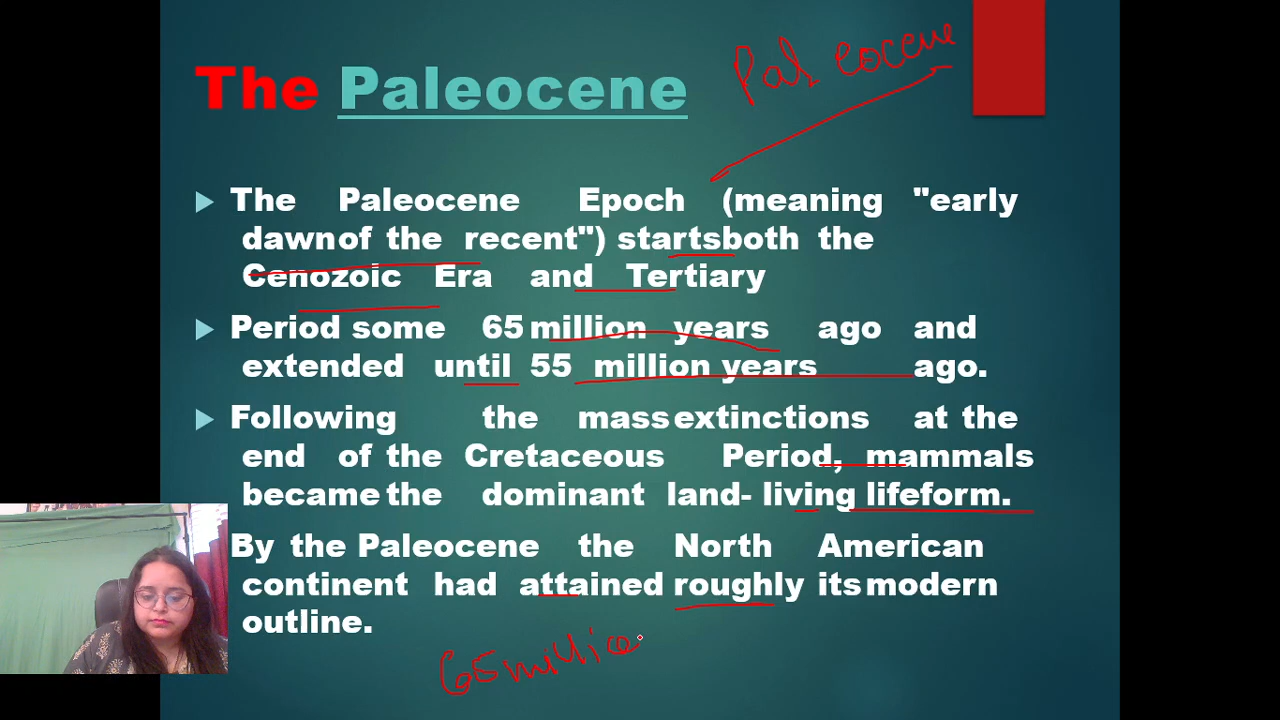 The Paleocene
Paleocene
The Paleocene Epoch (meaning "early
dawnof the recent") startsboth the
Cenozoic Era and Tertiary
Period some 65 million years ago and
extended until 55 million years ago.
Following the mass extinctions at the
end of the Cretaceous Period, mammals
became the dominant land- living lifeform.
By the Paleocene the North American
continent had attained roughly its modern
outline.
65 millio